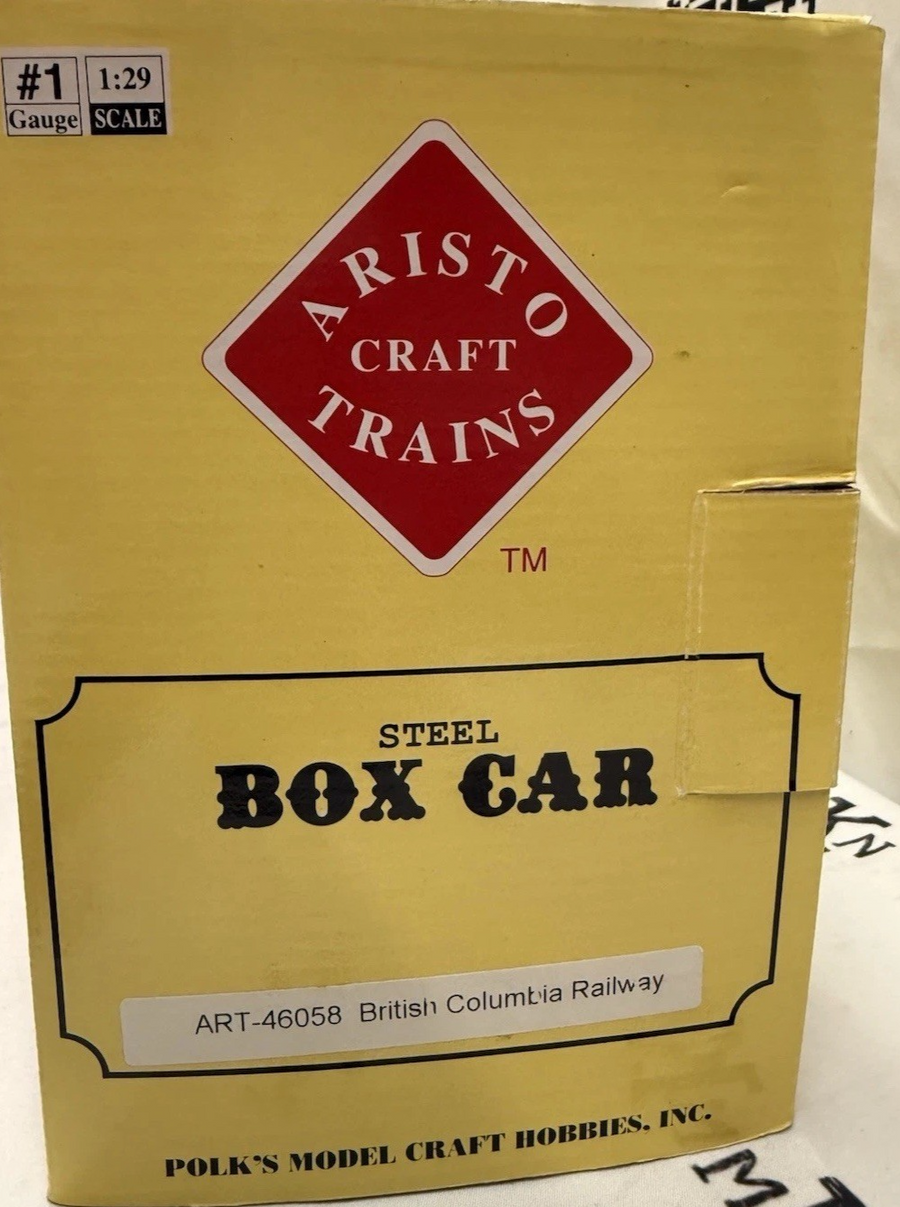 #1
Gauge
1:29
SCALE
ARISTO
CRAFT
TRAINS
TM
STEEL
BOX CAR
ART-46058 British Columbia Railway
POLK'S MODEL CRAFT HOBBIES, INC.